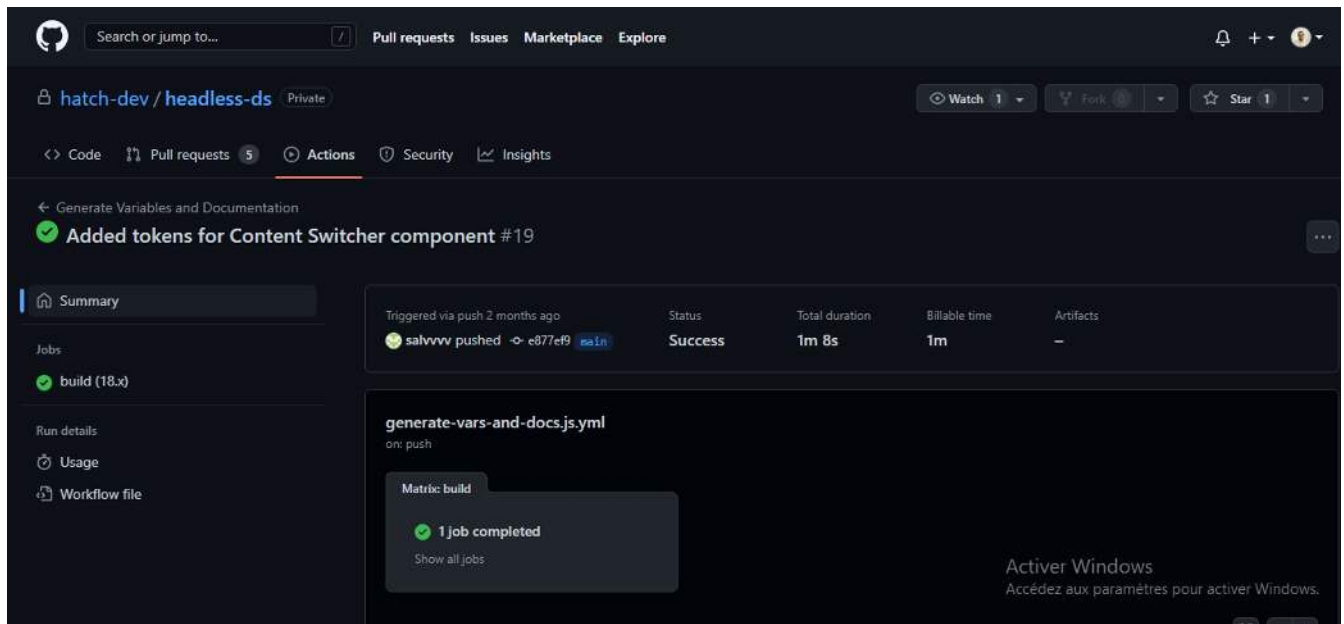 Search or jump to... / Pull requests Issues Marketplace Explore
hatch-dev / headless-ds Private Watch 1 Fork 0 Star 1
<> Code Pull requests 5 Actions Security Insights
← Generate Variables and Documentation
Added tokens for Content Switcher component #19
Summary
Jobs
build (18.x)
Run details
Usage
Workflow file
Triggered via push 2 months ago Status Total duration Billable time Artifacts
salvvvv pushed e877ef9 main Success 1m 8s 1m –
generate-vars-and-docs.js.yml
on: push
Matrix: build
1 job completed
Show all jobs
Activer Windows
Accédez aux paramètres pour activer Windows.